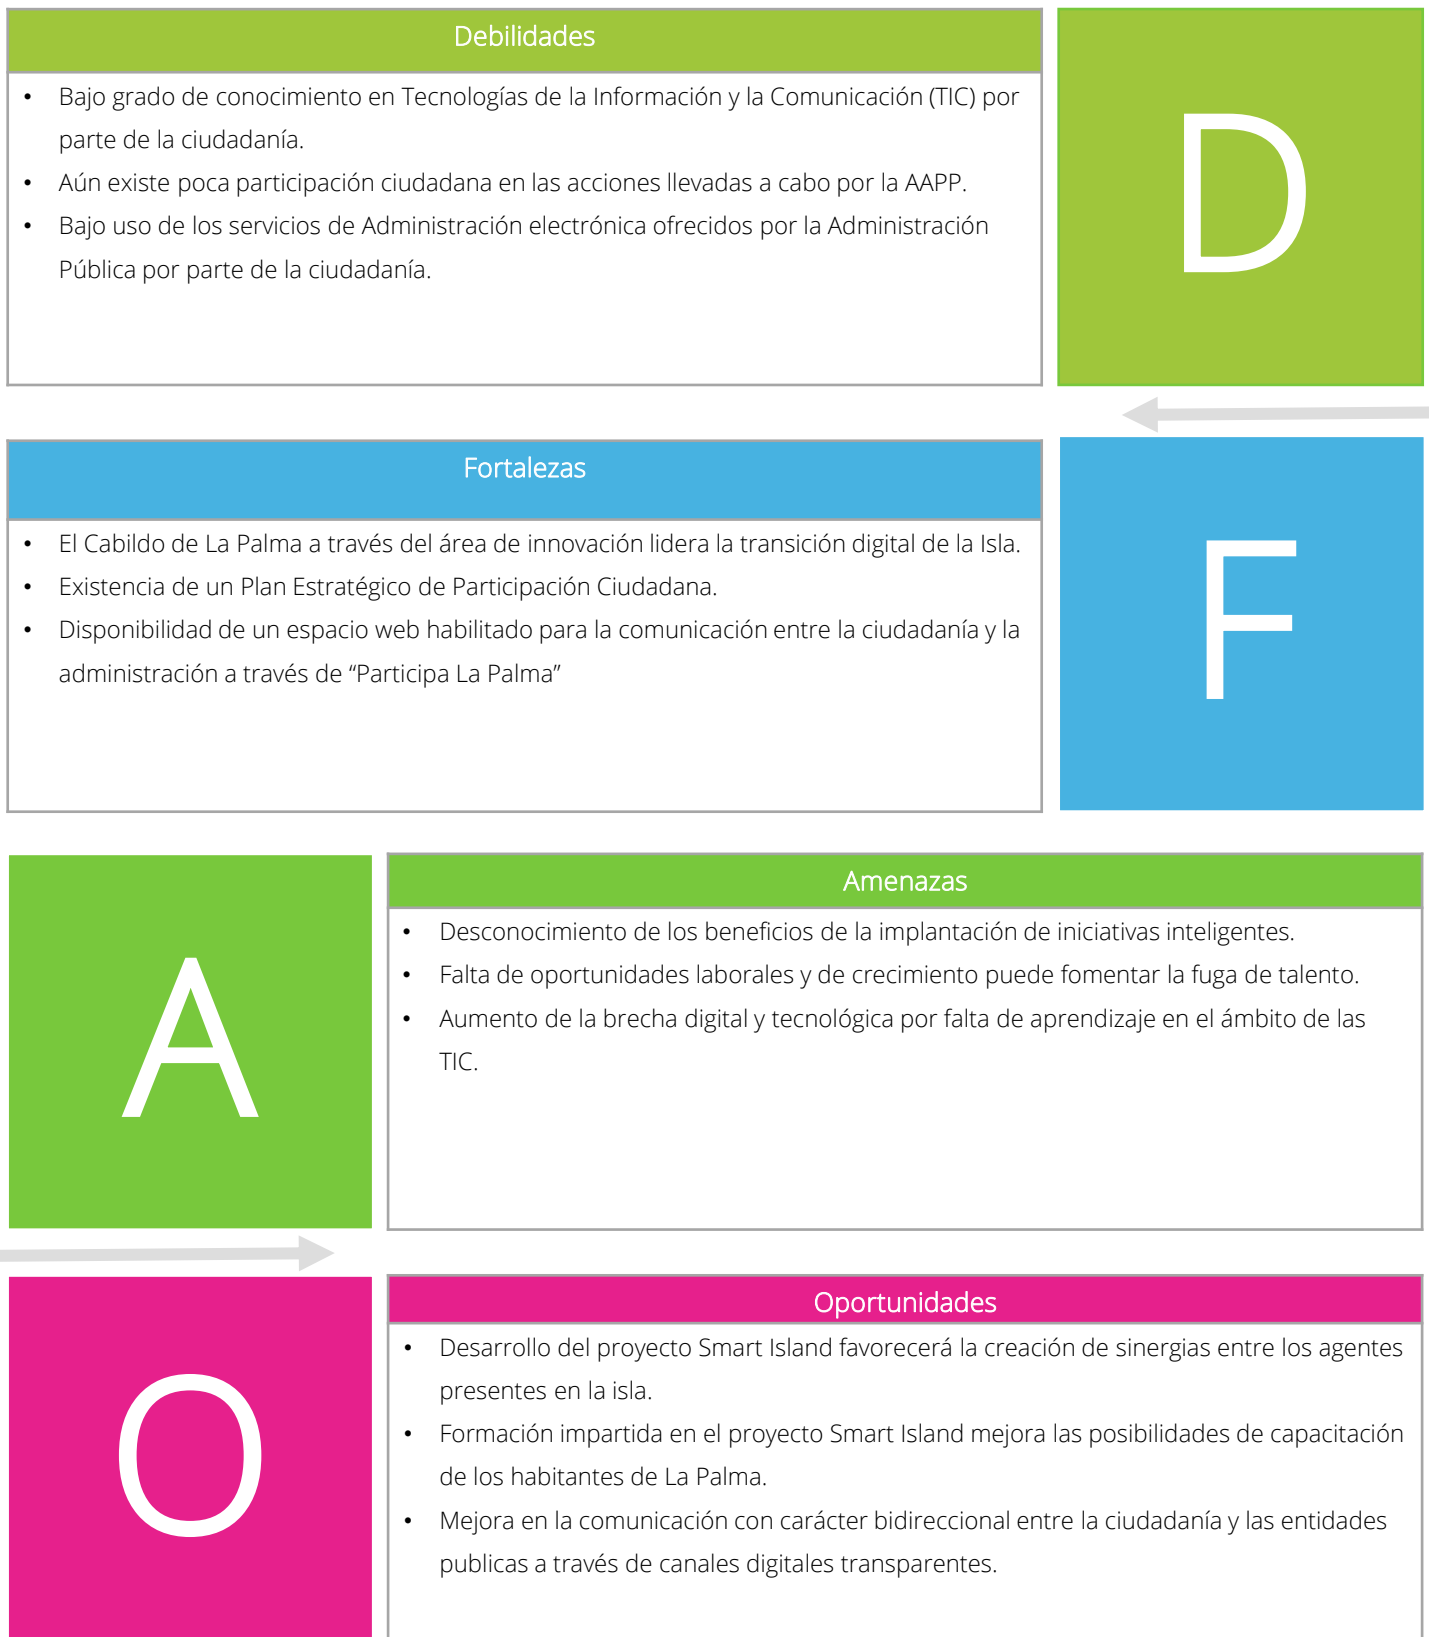 Debilidades
D
• Bajo grado de conocimiento en Tecnologías de la Información y la Comunicación (TIC) por
parte de la ciudadanía.
• Aún existe poca participación ciudadana en las acciones llevadas a cabo por la AAPP.
• Bajo uso de los servicios de Administración electrónica ofrecidos por la Administración
Pública por parte de la ciudadanía.
Fortalezas
F
• El Cabildo de La Palma a través del área de innovación lidera la transición digital de la Isla.
• Existencia de un Plan Estratégico de Participación Ciudadana.
• Disponibilidad de un espacio web habilitado para la comunicación entre la ciudadanía y la
administración a través de “Participa La Palma”
A
Amenazas
• Desconocimiento de los beneficios de la implantación de iniciativas inteligentes.
• Falta de oportunidades laborales y de crecimiento puede fomentar la fuga de talento.
• Aumento de la brecha digital y tecnológica por falta de aprendizaje en el ámbito de las
TIC.
O
Oportunidades
• Desarrollo del proyecto Smart Island favorecerá la creación de sinergias entre los agentes
presentes en la isla.
• Formación impartida en el proyecto Smart Island mejora las posibilidades de capacitación
de los habitantes de La Palma.
• Mejora en la comunicación con carácter bidireccional entre la ciudadanía y las entidades
publicas a través de canales digitales transparentes.